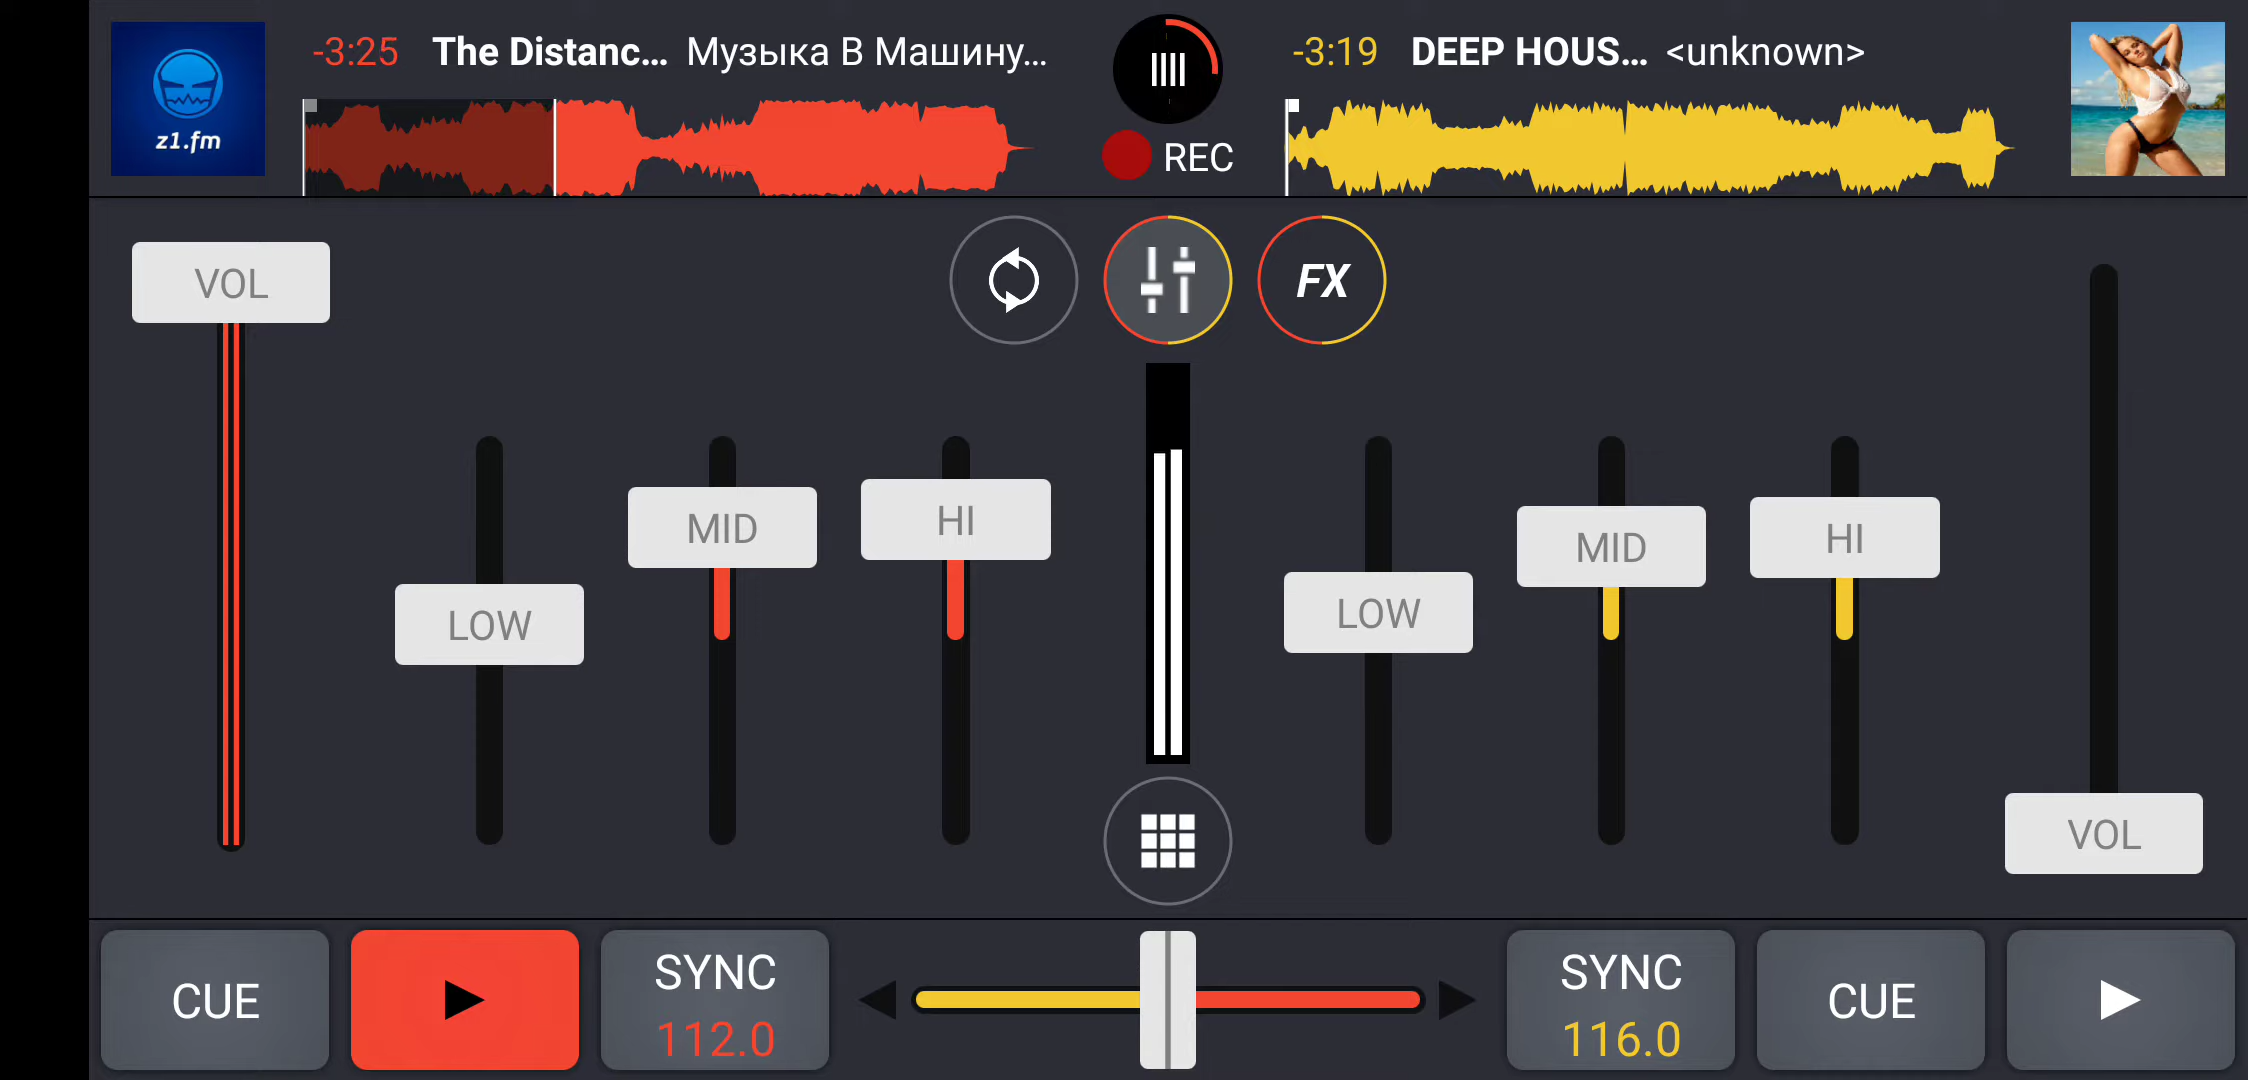 z1.fm
-3:25 The Distanc... Музыка В Машину...
-3:19 DEEP HOUS... <unknown>
REC
FX
VOL
LOW
MID
HI
LOW
MID
HI
VOL
CUE
SYNC
112.0
SYNC
116.0
CUE